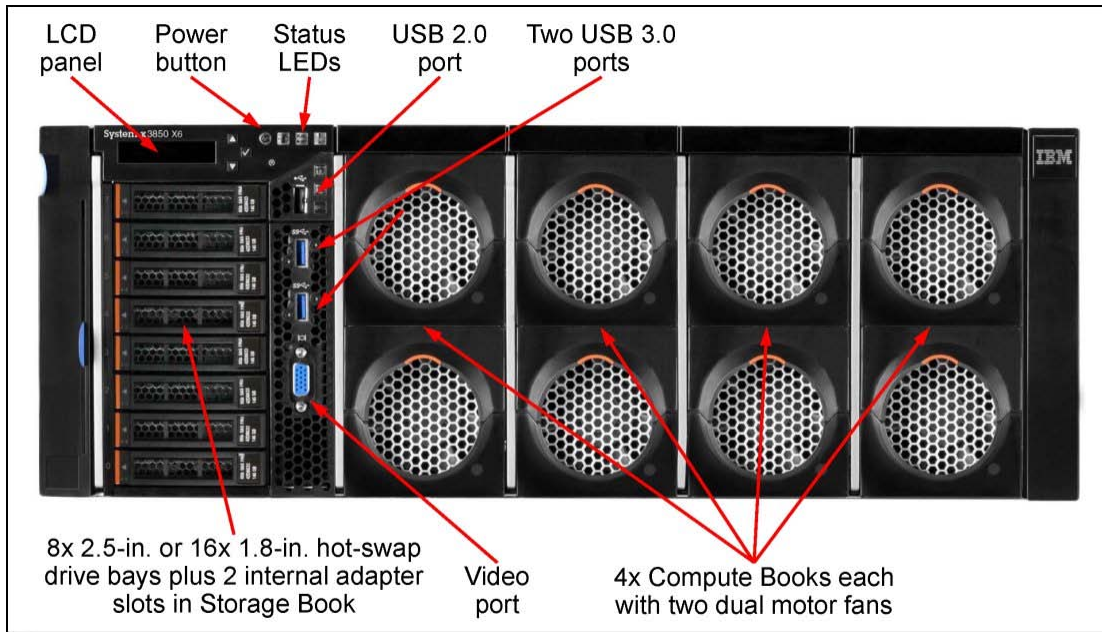 LCD
panel
Power
button
Status
LEDs
USB 2.0
port
Two USB 3.0
ports
System x3850 X6
IBM
8x 2.5-in. or 16x 1.8-in. hot-swap
drive bays plus 2 internal adapter
slots in Storage Book
Video
port
4x Compute Books each
with two dual motor fans